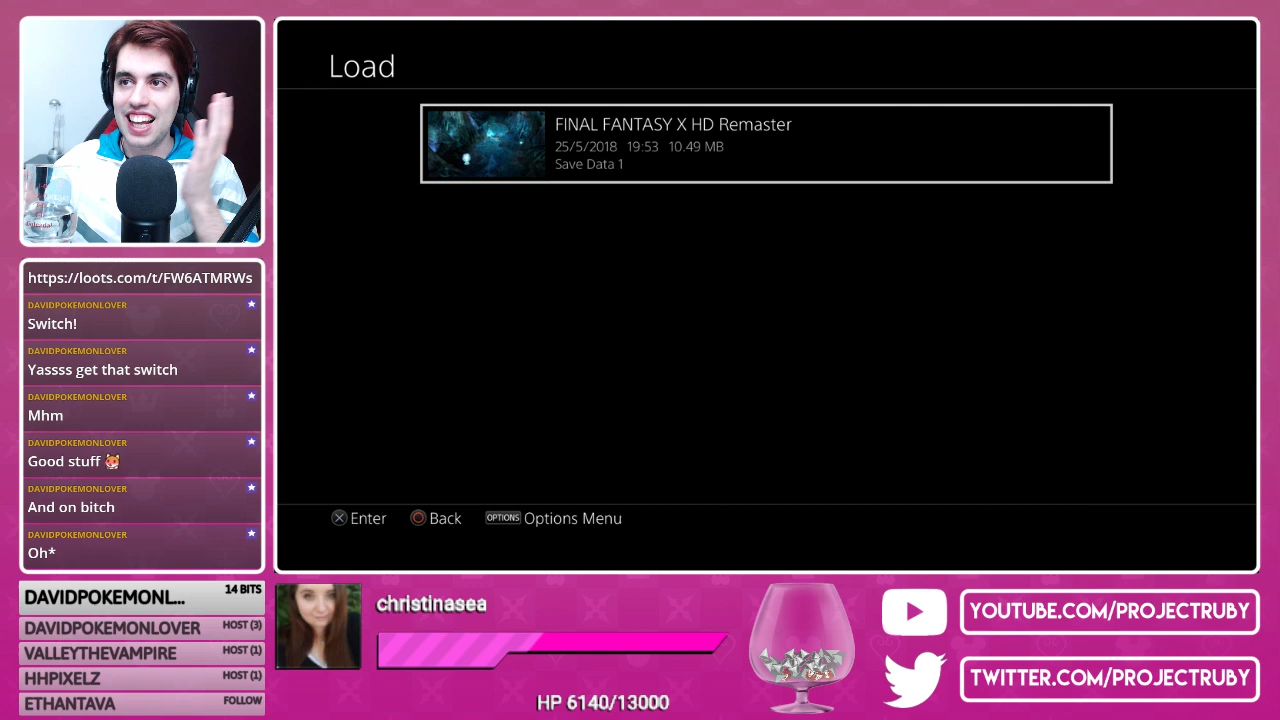 Load
FINAL FANTASY X HD Remaster
25/5/2018 19:53 10.49 MB
Save Data 1
Enter Back OPTIONS Options Menu
https://loots.com/t/FW6ATMRWs
DAVIDPOKEMONLOVER
Switch!
DAVIDPOKEMONLOVER
Yassss get that switch
DAVIDPOKEMONLOVER
Mhm
DAVIDPOKEMONLOVER
Good stuff 🐹
DAVIDPOKEMONLOVER
And on bitch
DAVIDPOKEMONLOVER
Oh*
DAVIDPOKEMONL... 14 BITS
DAVIDPOKEMONLOVER HOST (3)
VALLEYTHEVAMPIRE HOST (1)
HHPIXELZ HOST (1)
ETHANTAVA FOLLOW
christinasea
HP 6140/13000
YOUTUBE.COM/PROJECTRUBY
TWITTER.COM/PROJECTRUBY